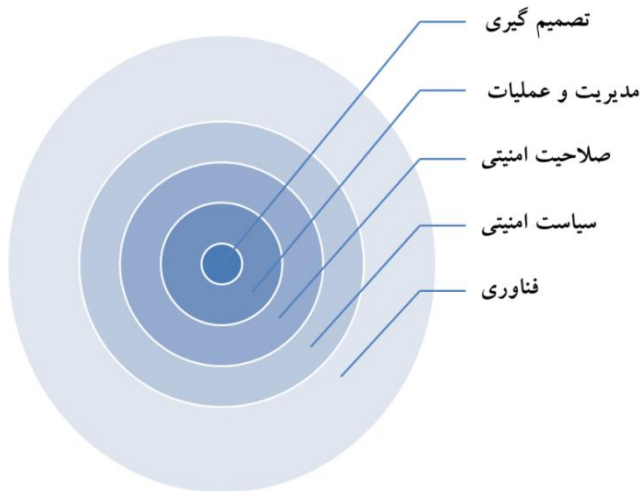 تصمیم گیری
مدیریت و عملیات
صلاحیت امنیتی
سیاست امنیتی
فناوری